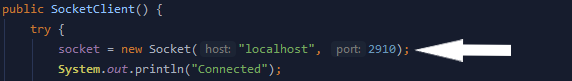 public SocketClient() {
try {
socket = new Socket( host: "localhost", port: 2910);
System.out.println("Connected");